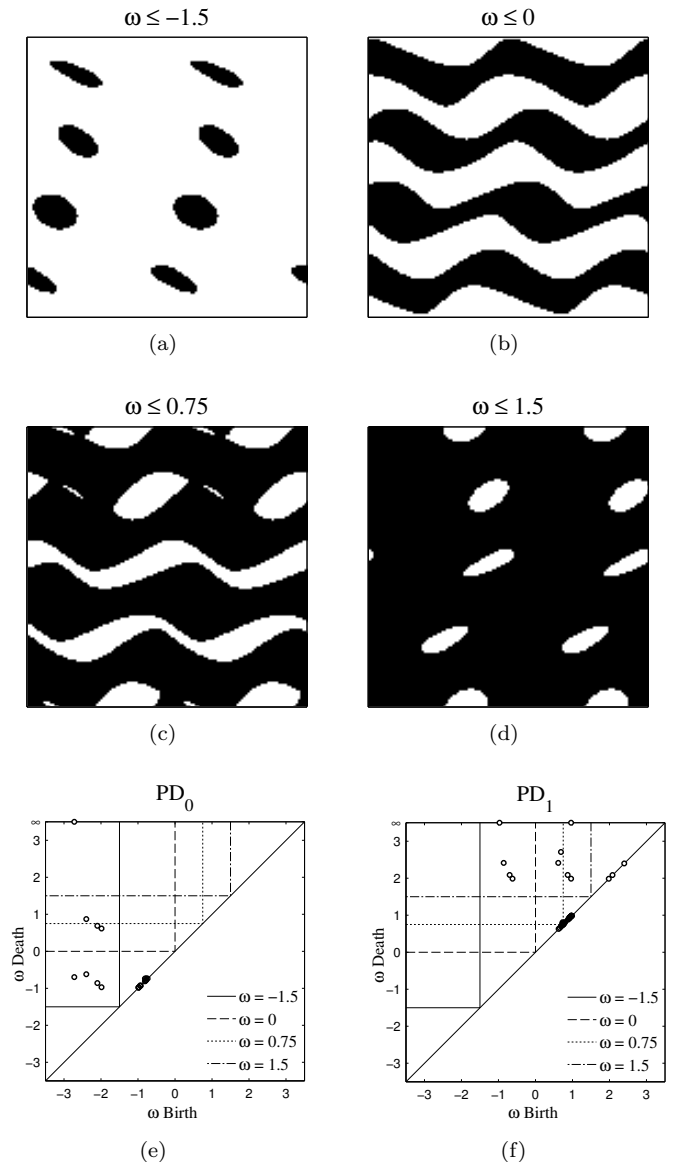 ω ≤ −1.5
ω ≤ 0
(a)
(b)
ω ≤ 0.75
ω ≤ 1.5
(c)
(d)
PD0
∞
3
2
1
0
−1
−2
−3
ω Death
−3 −2 −1 0 1 2 3
ω Birth
ω = −1.5
ω = 0
ω = 0.75
ω = 1.5
PD1
∞
3
2
1
0
−1
−2
−3
ω Death
−3 −2 −1 0 1 2 3
ω Birth
ω = −1.5
ω = 0
ω = 0.75
ω = 1.5
(e)
(f)